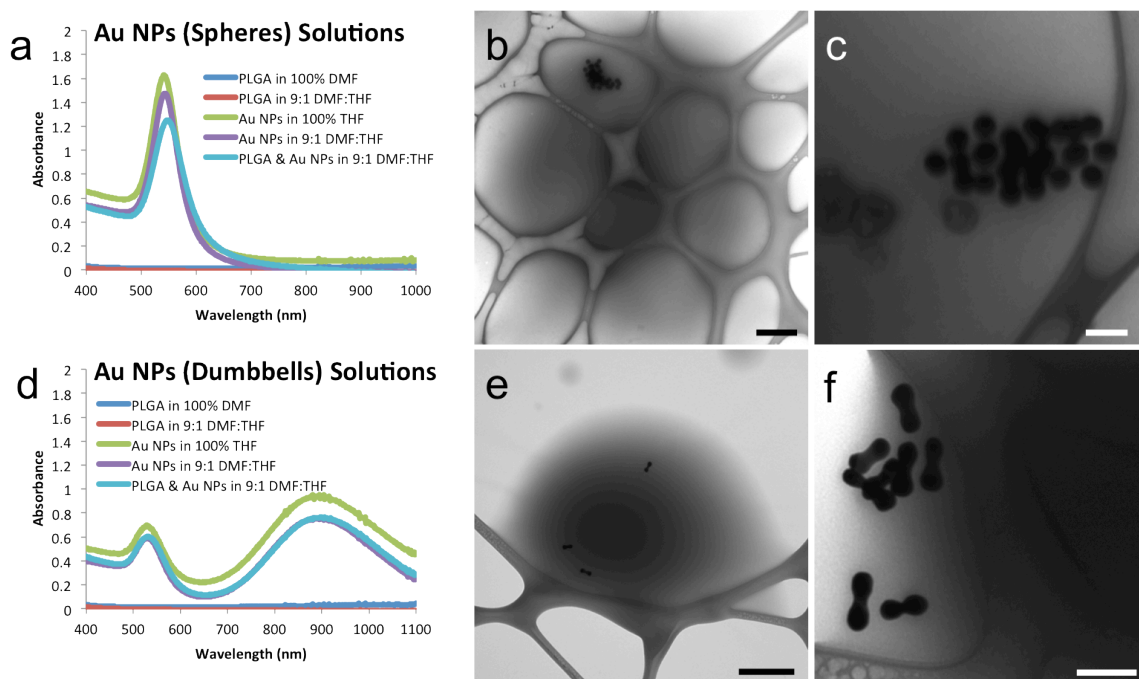 a
Au NPs (Spheres) Solutions
2
1.8
1.6
1.4
1.2
1
0.8
0.6
0.4
0.2
0
Absorbance
PLGA in 100% DMF
PLGA in 9:1 DMF:THF
Au NPs in 100% THF
Au NPs in 9:1 DMF:THF
PLGA & Au NPs in 9:1 DMF:THF
400 500 600 700 800 900 1000
Wavelength (nm)
b
c
d
Au NPs (Dumbbells) Solutions
2
1.8
1.6
1.4
1.2
1
0.8
0.6
0.4
0.2
0
Absorbance
PLGA in 100% DMF
PLGA in 9:1 DMF:THF
Au NPs in 100% THF
Au NPs in 9:1 DMF:THF
PLGA & Au NPs in 9:1 DMF:THF
400 500 600 700 800 900 1000 1100
Wavelength (nm)
e
f